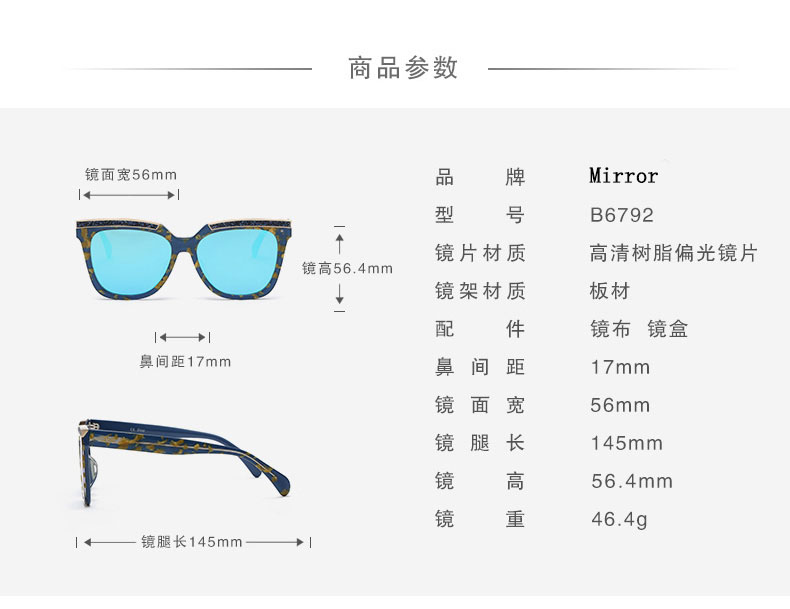 商品参数
镜面宽56mm
镜高56.4mm
鼻间距17mm
镜腿长145mm
品牌 Mirror
型号 B6792
镜片材质 高清树脂偏光镜片
镜架材质 板材
配件 镜布 镜盒
鼻间距 17mm
镜面宽 56mm
镜腿长 145mm
镜高 56.4mm
镜重 46.4g